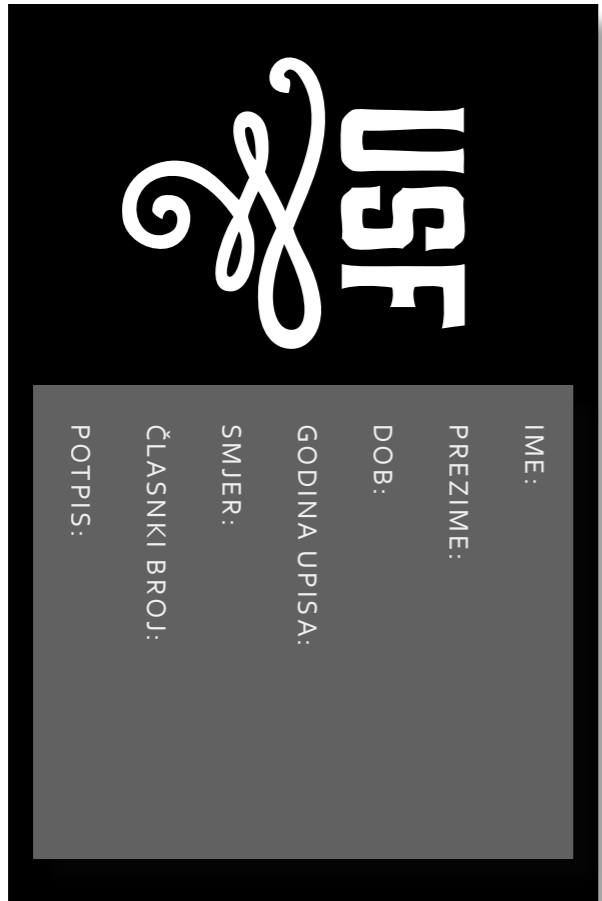 USF
IME:
PREZIME:
DOB:
GODINA UPISA:
SMJER:
ČLASNKI BROJ:
POTPIS: